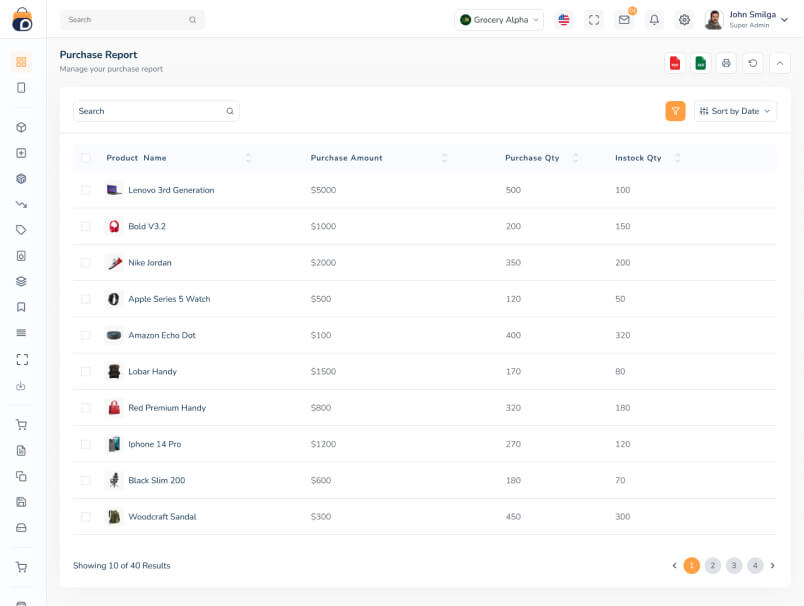 Search
Grocery Alpha
John Smilga
Super Admin
Purchase Report
Manage your purchase report
Search
Sort by Date
Product Name Purchase Amount Purchase Qty Instock Qty
Lenovo 3rd Generation $5000 500 100
Bold V3.2 $1000 200 150
Nike Jordan $2000 350 200
Apple Series 5 Watch $500 120 50
Amazon Echo Dot $100 400 320
Lobar Handy $1500 170 80
Red Premium Handy $800 320 180
Iphone 14 Pro $1200 270 120
Black Slim 200 $600 180 70
Woodcraft Sandal $300 450 300
Showing 10 of 40 Results
1 2 3 4